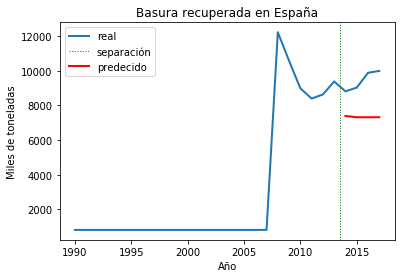 Basura recuperada en España
real
separación
predecido
Miles de toneladas
12000
10000
8000
6000
4000
2000
1990
1995
2000
2005
2010
2015
Año